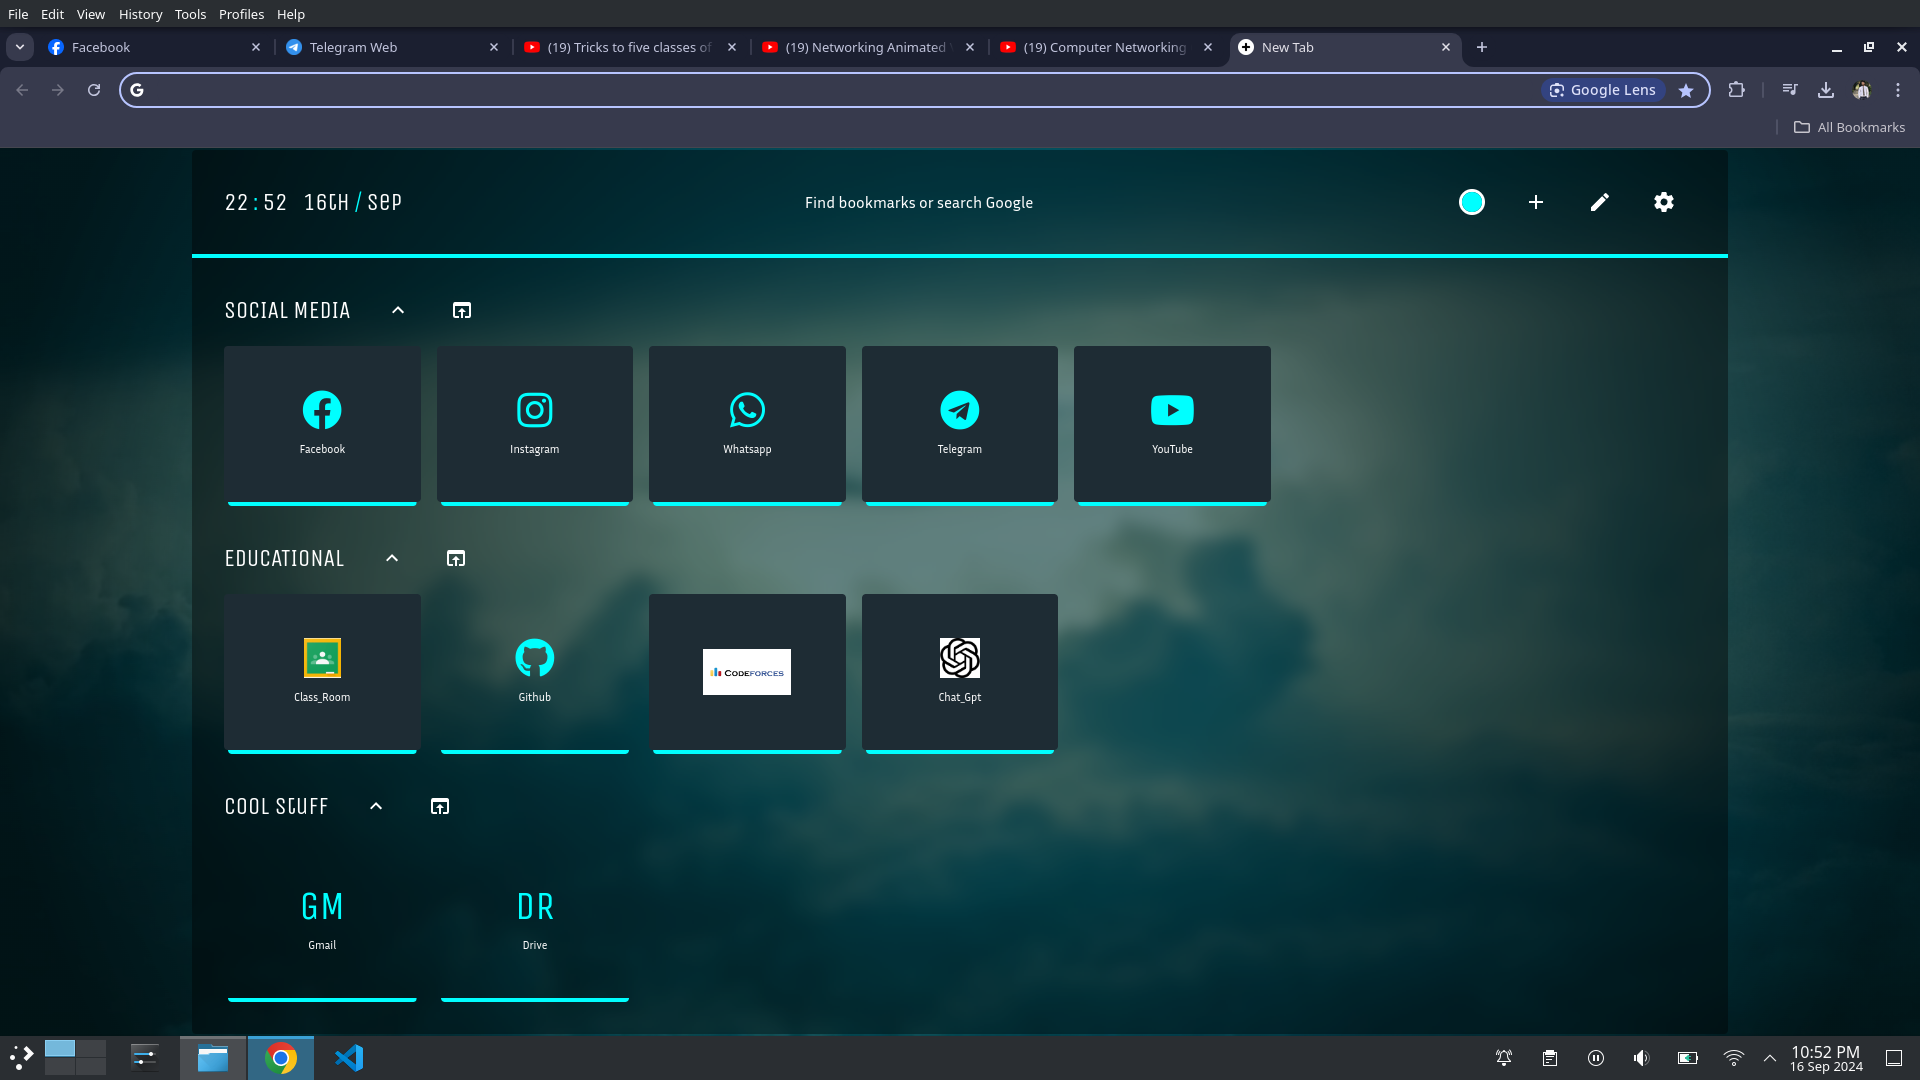 File Edit View History Tools Profiles Help
Facebook
Telegram Web
(19) Tricks to five classes of
(19) Networking Animated
(19) Computer Networking
New Tab
Google Lens
All Bookmarks
22:52 16th/Sep
Find bookmarks or search Google
SOCIAL MEDIA
Facebook
Instagram
Whatsapp
Telegram
YouTube
EDUCATIONAL
Class_Room
Github
CODEFORCES
Chat_Gpt
COOL StUFF
GM
Gmail
DR
Drive
10:52 PM
16 Sep 2024